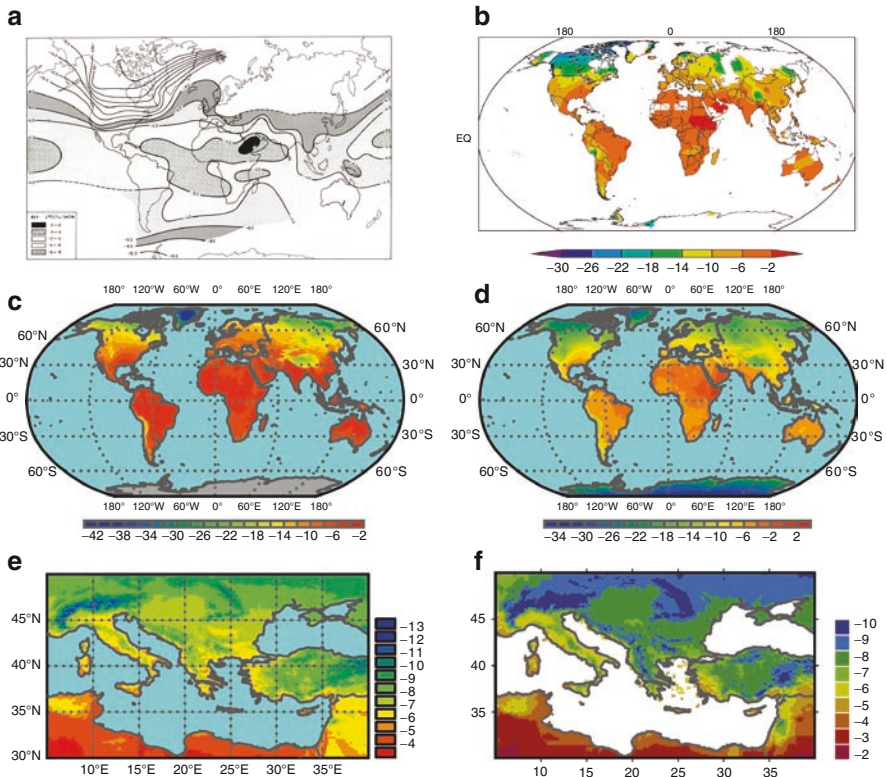 a
b
180 0 180
EQ
−30 −26 −22 −18 −14 −10 −6 −2
c
180° 120°W 60°W 0° 60°E 120°E 180°
60°N 60°N
30°N 30°N
0° 0°
30°S 30°S
60°S 60°S
180° 120°W 60°W 0° 60°E 120°E 180°
−42 −38 −34 −30 −26 −22 −18 −14 −10 −6 −2
d
180° 120°W 60°W 0° 60°E 120°E 180°
60°N
30°N
0°
30°S
60°S
180° 120°W 60°W 0° 60°E 120°E 180°
−34 −30 −26 −22 −18 −14 −10 −6 −2 2
e
45°N
40°N
35°N
30°N
10°E 15°E 20°E 25°E 30°E 35°E
−13
−12
−11
−10
−9
−8
−7
−6
−5
−4
f
45
40
35
10 15 20 25 30 35
−10
−9
−8
−7
−6
−5
−4
−3
−2